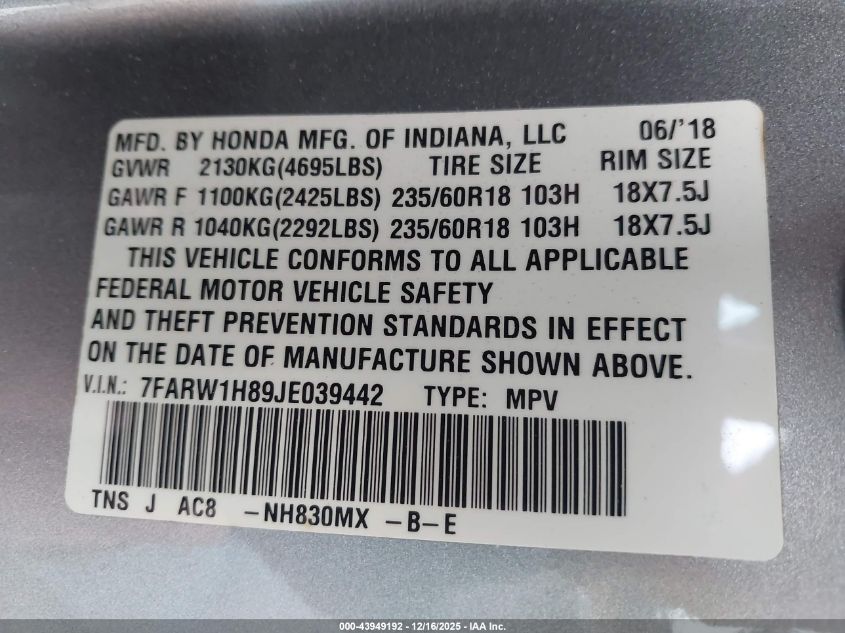 MFD. BY HONDA MFG. OF INDIANA, LLC 06/'18
GVWR 2130KG(4695LBS) TIRE SIZE RIM SIZE
GAWR F 1100KG(2425LBS) 235/60R18 103H 18X7.5J
GAWR R 1040KG(2292LBS) 235/60R18 103H 18X7.5J
THIS VEHICLE CONFORMS TO ALL APPLICABLE
FEDERAL MOTOR VEHICLE SAFETY
AND THEFT PREVENTION STANDARDS IN EFFECT
ON THE DATE OF MANUFACTURE SHOWN ABOVE.
V.I.N.: 7FARW1H89JE039442 TYPE: MPV
TNS J AC8 -NH830MX -B-E
000-43949192 - 12/16/2025 - IAA Inc.